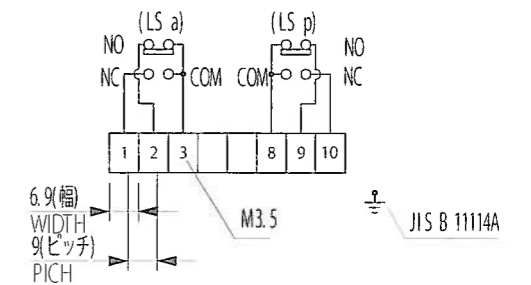 (LS a) (LS p)
NO NO
NC COM COM NC
1 2 3 8 9 10
6.9(幅)
WIDTH
M3.5
JIS B 11114A
9(ピッチ)
PICH